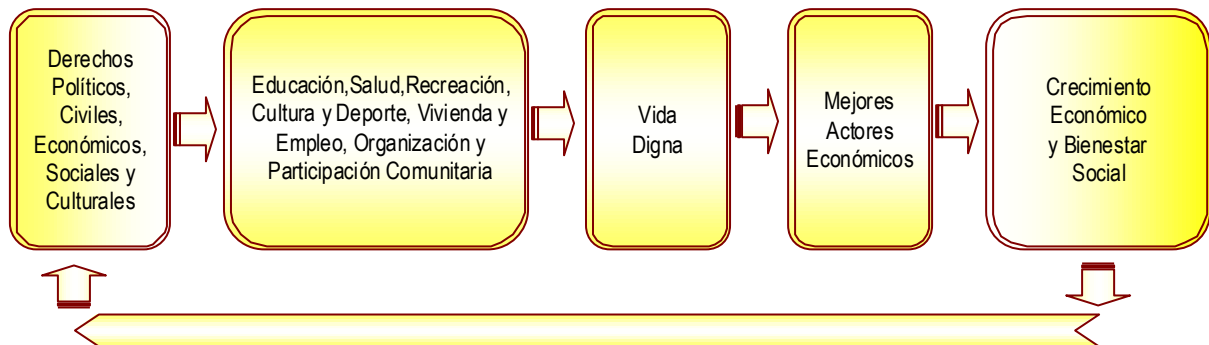 Derechos
Políticos,
Civiles,
Económicos,
Sociales y
Culturales
Educación,Salud,Recreación,
Cultura y Deporte, Vivienda y
Empleo, Organización y
Participación Comunitaria
Vida
Digna
Mejores
Actores
Económicos
Crecimiento
Económico
y Bienestar
Social